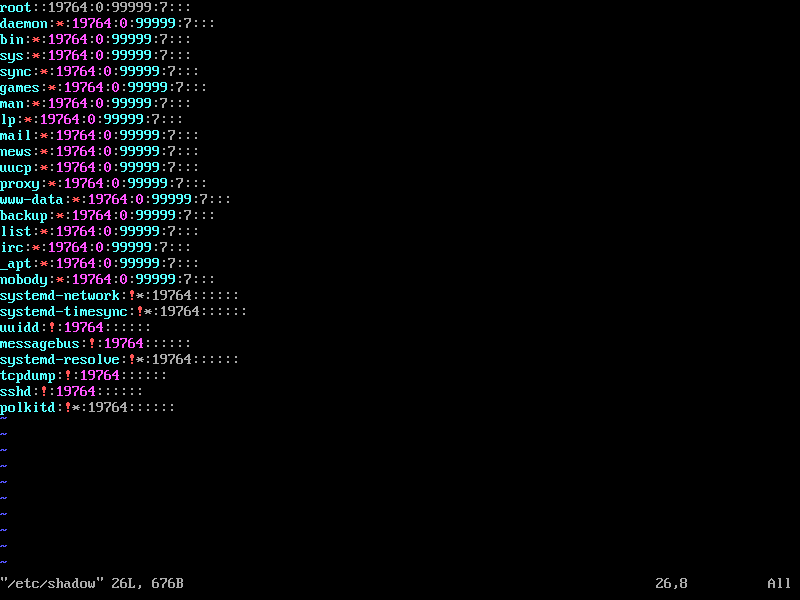 root::19764:0:99999:7:::
daemon:*:19764:0:99999:7:::
bin:*:19764:0:99999:7:::
sys:*:19764:0:99999:7:::
sync:*:19764:0:99999:7:::
games:*:19764:0:99999:7:::
man:*:19764:0:99999:7:::
lp:*:19764:0:99999:7:::
mail:*:19764:0:99999:7:::
news:*:19764:0:99999:7:::
uucp:*:19764:0:99999:7:::
proxy:*:19764:0:99999:7:::
www-data:*:19764:0:99999:7:::
backup:*:19764:0:99999:7:::
list:*:19764:0:99999:7:::
irc:*:19764:0:99999:7:::
_apt:*:19764:0:99999:7:::
nobody:*:19764:0:99999:7:::
systemd-network:!*:19764::::::
systemd-timesync:!*:19764::::::
uuidd:!:19764::::::
messagebus:!:19764::::::
systemd-resolve:!*:19764::::::
tcpdump:!:19764::::::
sshd:!:19764::::::
polkitd:!*:19764::::::
~
~
~
~
~
~
~
~
~
~
"/etc/shadow" 26L, 676B 26,8 All